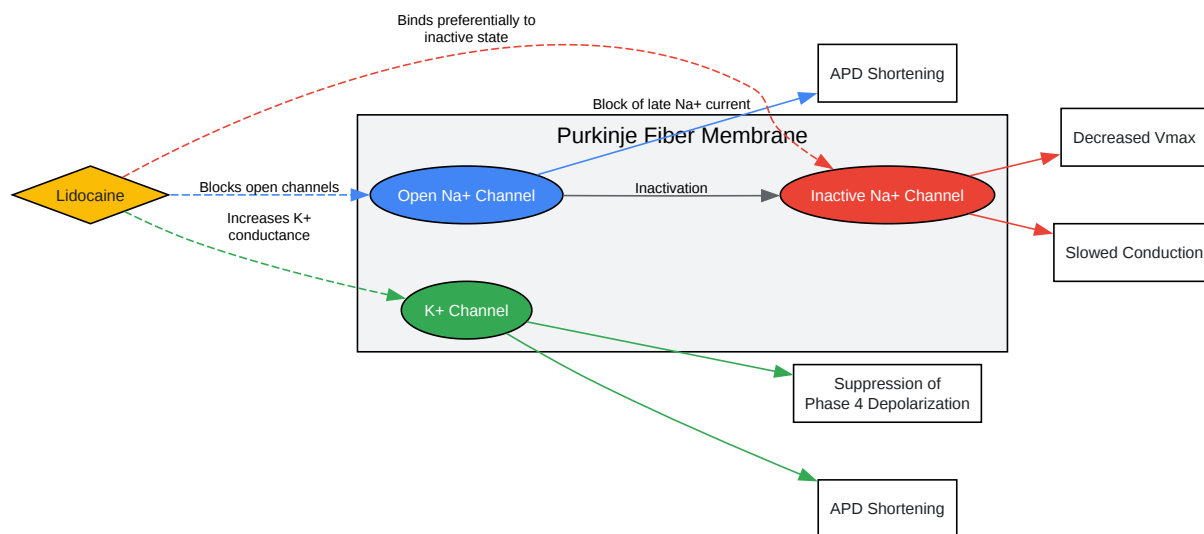 Binds preferentially to
inactive state
APD Shortening
Block of late Na+ current
Purkinje Fiber Membrane
Decreased Vmax
Lidocaine
Blocks open channels
Open Na+ Channel
Inactivation
Inactive Na+ Channel
Increases K+
conductance
Slowed Conduction
K+ Channel
Suppression of
Phase 4 Depolarization
APD Shortening